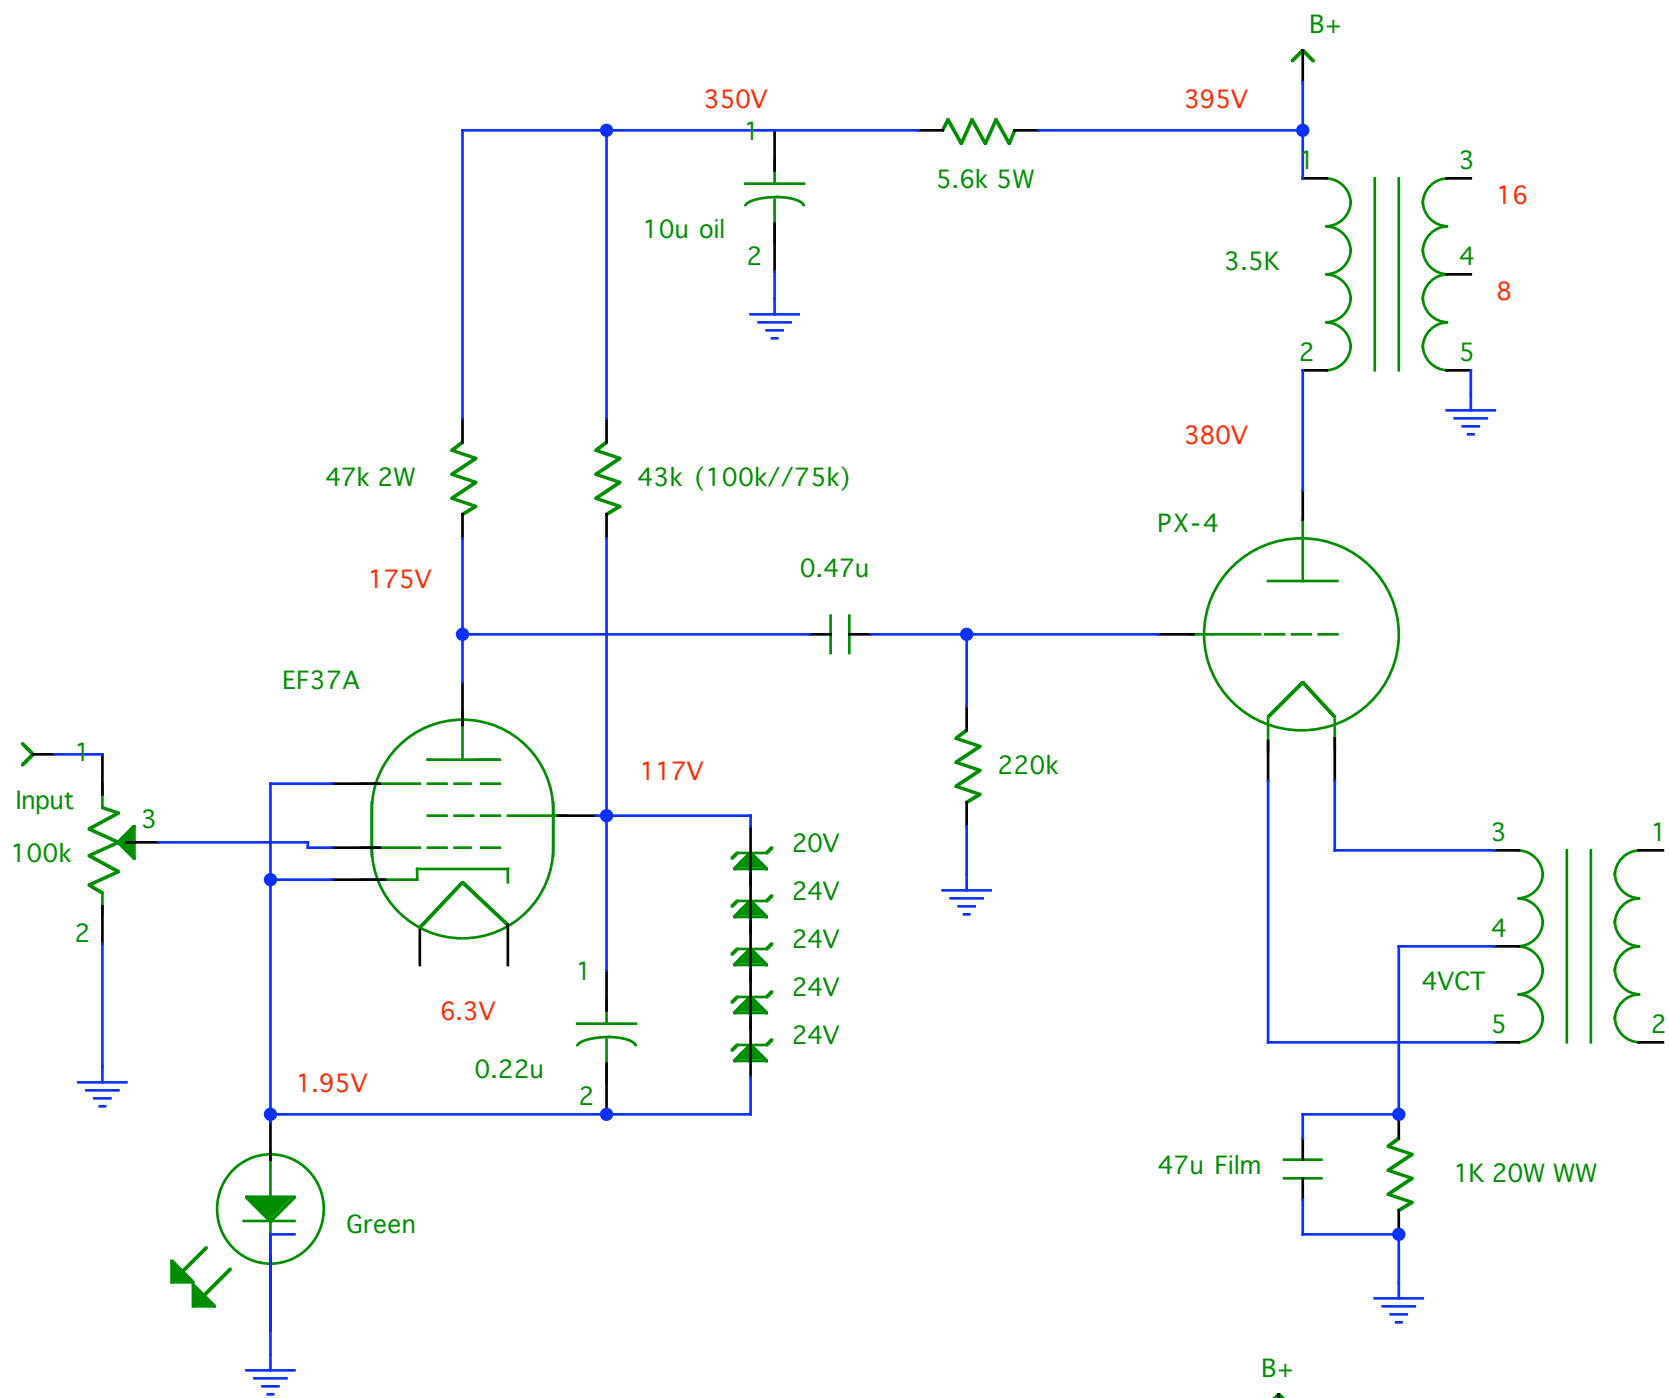 B+
350V
395V
1
1
3
5.6k 5W
16
10u oil
2
3.5K
4
8
2
5
380V
47k 2W
43k (100k//75k)
PX-4
0.47u
175V
EF37A
117V
220k
1
Input
3
100k
20V
3
1
24V
2
24V
4
1
4VCT
24V
6.3V
5
2
24V
0.22u
1.95V
2
47u Film
1K 20W WW
Green
B+